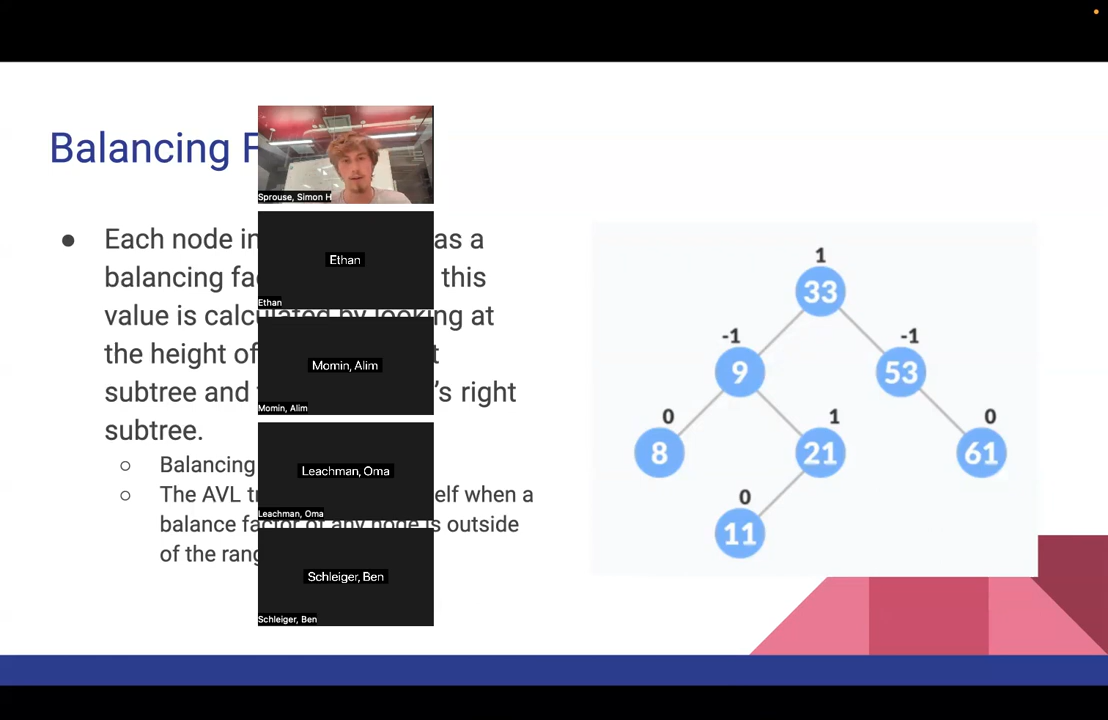 Balancing F
Sprouse, Simon H
Each node in as a
balancing fac this
value is calculated by looking at
the height of t
subtree and 's right
subtree.
Balancing
The AVL tr elf when a
balance factor of any node is outside
of the rang
Ethan
Ethan
Momin, Alim
Momin, Alim
Leachman, Oma
Leachman, Oma
Schleiger, Ben
Schleiger, Ben
1
33
-1
-1
9
53
0
1
0
8
21
61
0
11